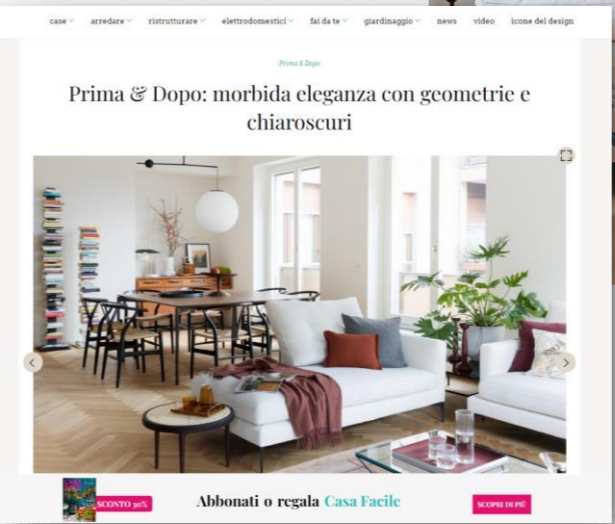 case arredare ristrutturare elettrodomestici fai da te giardinaggio news video icone del design
Prima & Dopo
Prima & Dopo: morbida eleganza con geometrie e
chiaroscuri
SCONTO 30%
Abbonati o regala Casa Facile
SCOPRI DI PIÙ